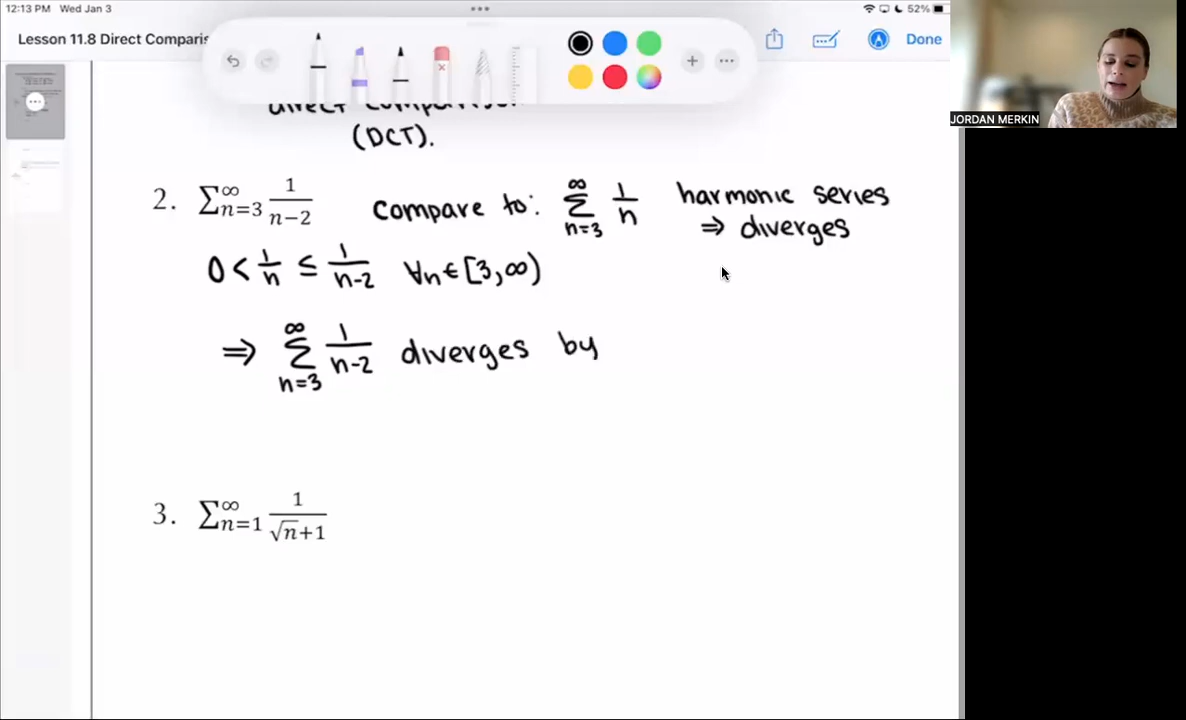 12:13 PM Wed Jan 3
52%
Lesson 11.8 Direct Comparis
Done
JORDAN MERKIN
direct comparison
(DCT).
2. ∑_{n=3}^{∞} 1/(n−2) Compare to: ∑_{n=3}^{∞} 1/n harmonic series
⇒ diverges
0 < 1/n ≤ 1/(n-2) ∀n ∈ [3, ∞)
⇒ ∑_{n=3}^{∞} 1/(n-2) diverges by
3. ∑_{n=1}^{∞} 1/(√n+1)